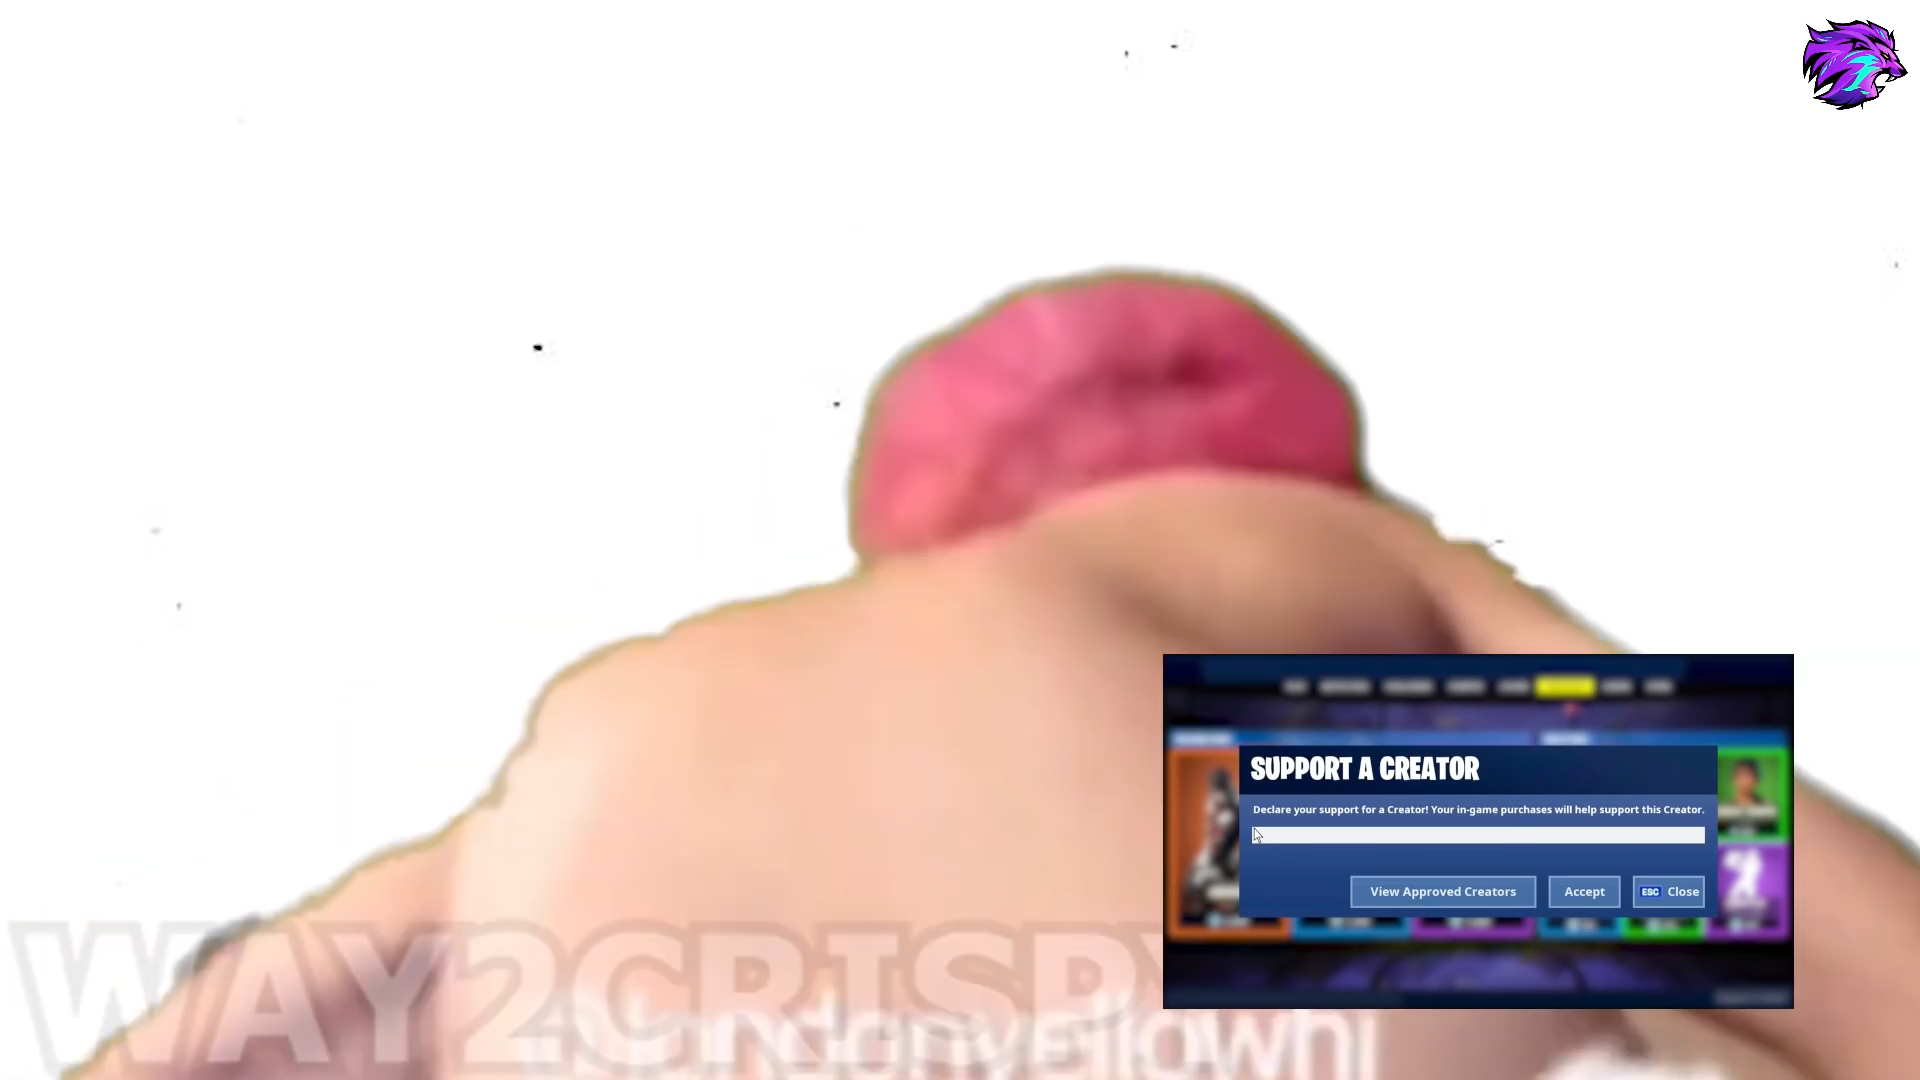 SUPPORT A CREATOR
Declare your support for a Creator! Your in-game purchases will help support this Creator.
View Approved Creators
Accept
ESC Close
WAY2CRISPY